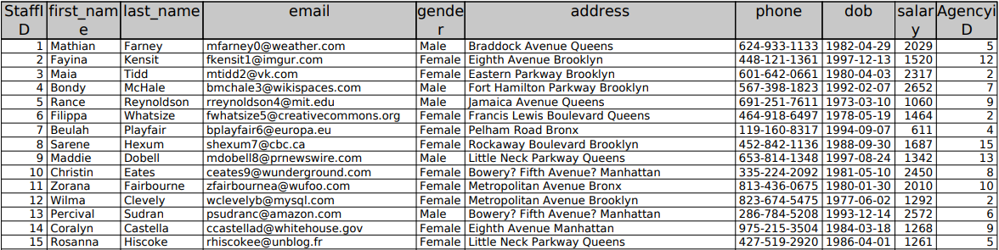 StaffI first_nam last_name email gende address phone dob salar Agencyi
D e r y D
1 Mathian Farney mfarney0@weather.com Male Braddock Avenue Queens 624-933-1133 1982-04-29 2029 5
2 Fayina Kensit fkensit1@imgur.com Female Eighth Avenue Brooklyn 448-121-1361 1997-12-13 1520 12
3 Maia Tidd mtidd2@vk.com Female Eastern Parkway Brooklyn 601-642-0661 1980-04-03 2317 2
4 Bondy McHale bmchale3@wikispaces.com Male Fort Hamilton Parkway Brooklyn 567-398-1823 1992-02-07 2652 7
5 Rance Reynoldson rreynoldson4@mit.edu Male Jamaica Avenue Queens 691-251-7611 1973-03-10 1060 9
6 Filippa Whatsize fwhatsize5@creativecommons.org Female Francis Lewis Boulevard Queens 464-918-6497 1978-05-19 1464 2
7 Beulah Playfair bplayfair6@europa.eu Female Pelham Road Bronx 119-160-8317 1994-09-07 611 4
8 Sarene Hexum shexum7@cbc.ca Female Rockaway Boulevard Brooklyn 452-842-1136 1988-09-30 1687 15
9 Maddie Dobell mdobell8@prnewswire.com Male Little Neck Parkway Queens 653-814-1348 1997-08-24 1342 13
10 Christin Eates ceates9@wunderground.com Female Bowery? Fifth Avenue? Manhattan 335-224-2092 1981-05-10 2450 8
11 Zorana Fairbourne zfairbournea@wufoo.com Female Metropolitan Avenue Bronx 813-436-0675 1980-01-30 2010 10
12 Wilma Clevely wclevelyb@mysql.com Female Metropolitan Avenue Brooklyn 823-674-5475 1977-06-02 1292 2
13 Percival Sudran psudranc@amazon.com Male Bowery? Fifth Avenue? Manhattan 286-784-5208 1993-12-14 2572 6
14 Coralyn Castella ccastellad@whitehouse.gov Female Eighth Avenue Manhattan 975-215-3504 1984-03-18 1268 9
15 Rosanna Hiscoke rhiscokee@unblog.fr Female Little Neck Parkway Queens 427-519-2920 1986-04-01 1261 5